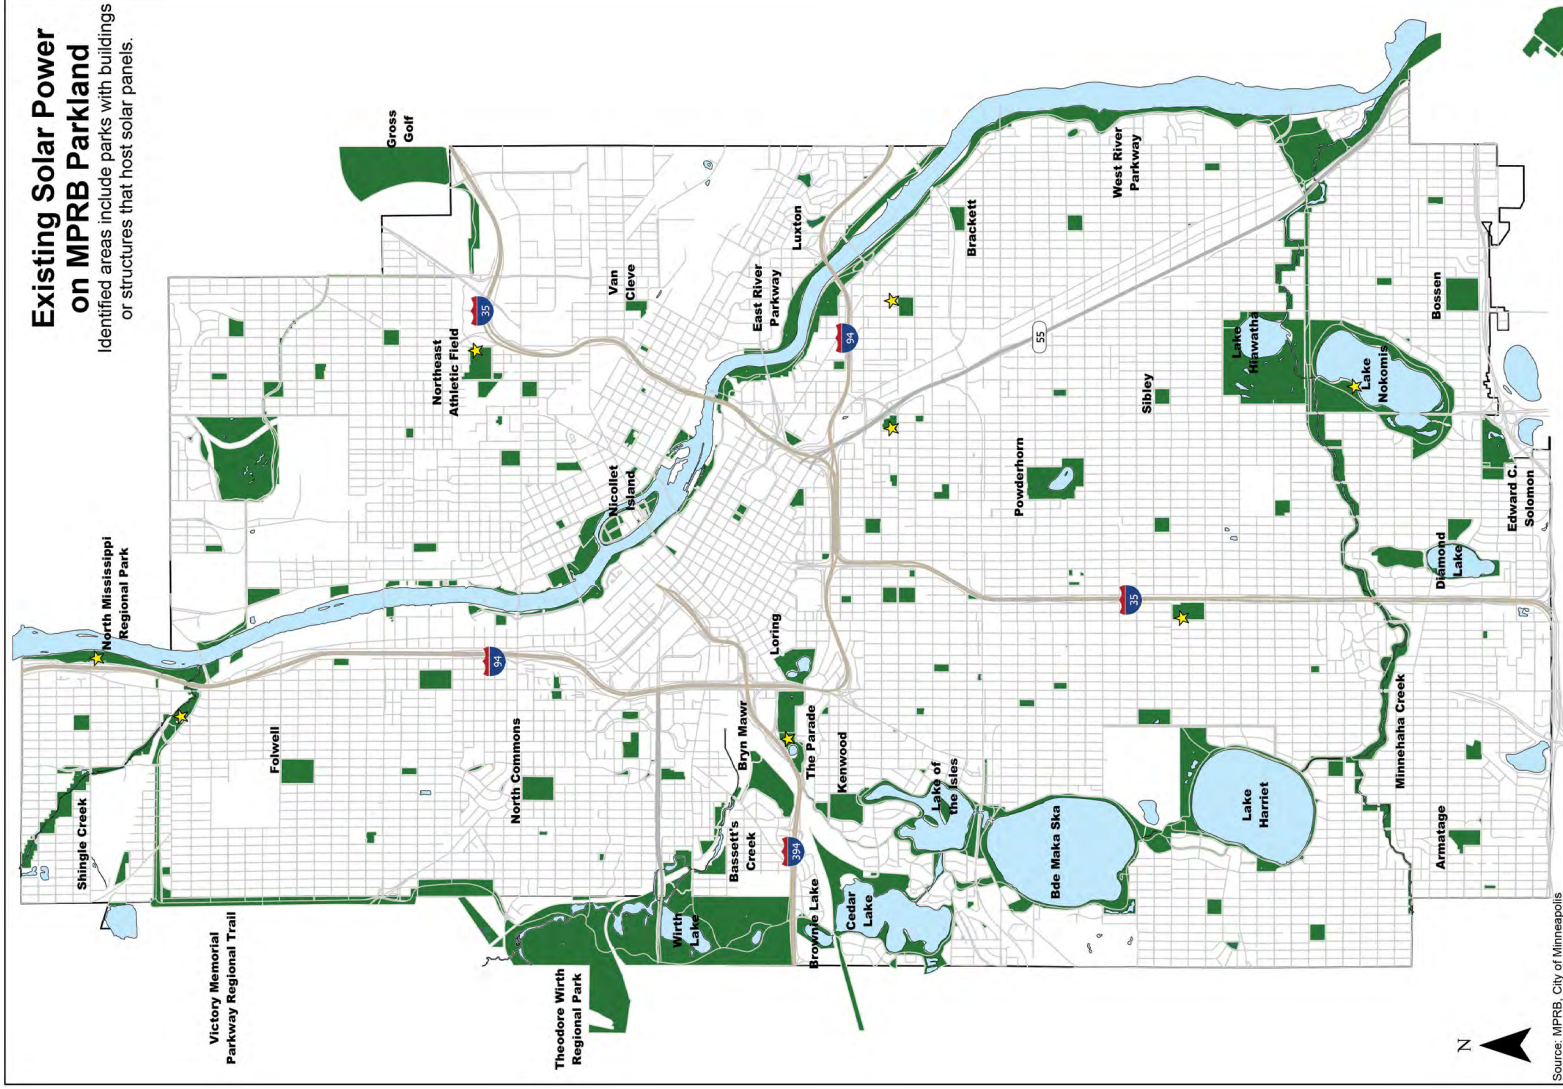 Existing Solar Power
on MPRB Parkland
Identified areas include parks with buildings
or structures that host solar panels.
Gross
Golf
North Mississippi
Regional Park
Northeast
Athletic Field
35
Van
Cleve
Luxton
East River
Parkway
94
Brackett
West River
Parkway
55
Nicollet
Island
Shingle Creek
Folwell
94
North Commons
Victory Memorial
Parkway Regional Trail
Theodore Wirth
Regional Park
Wirth
Lake
Bassett's
Creek
Bryn Mawr
Loring
The Parade
Kenwood
394
Brownie Lake
Cedar
Lake
Lake of
the Isles
Bde Maka Ska
Lake
Harriet
Powderhorn
Sibley
35
Lake
Hiawatha
Lake
Nokomis
Bossen
Edward C.
Solomon
Diamond
Lake
Minnehaha Creek
Armatage
N
Source: MPRB, City of Minneapolis